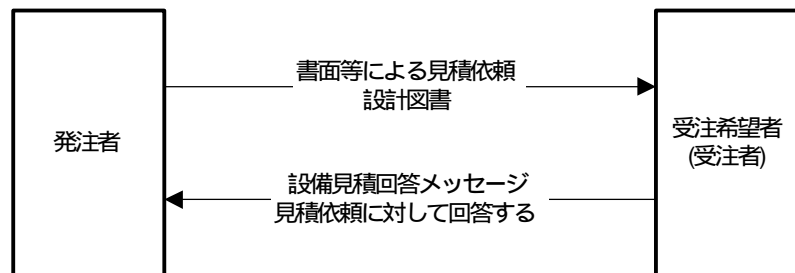 書面等による見積依頼
設計図書
発注者
受注希望者
(受注者)
設備見積回答メッセージ
見積依頼に対して回答する